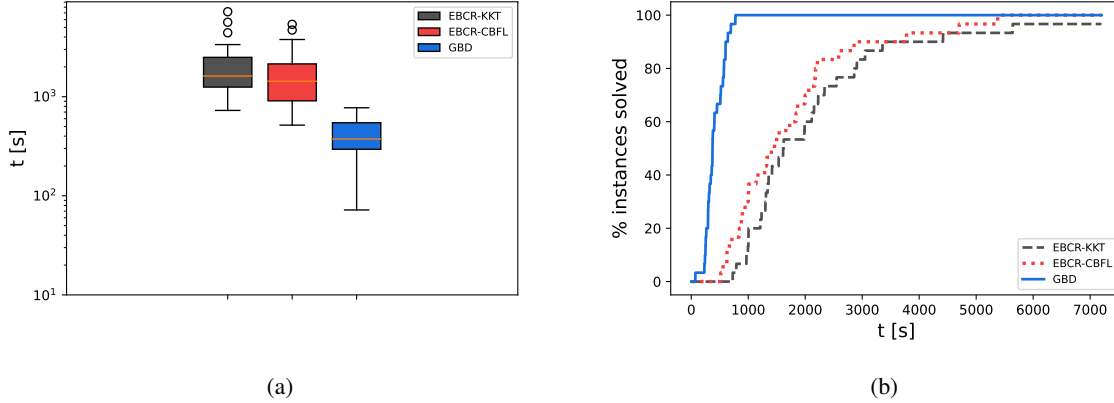 EBCR-KKT
EBCR-CBFL
GBD
10³
10²
10¹
t [s]
(a)
100
80
60
40
20
0
% instances solved
EBCR-KKT
EBCR-CBFL
GBD
0 1000 2000 3000 4000 5000 6000 7000
t [s]
(b)